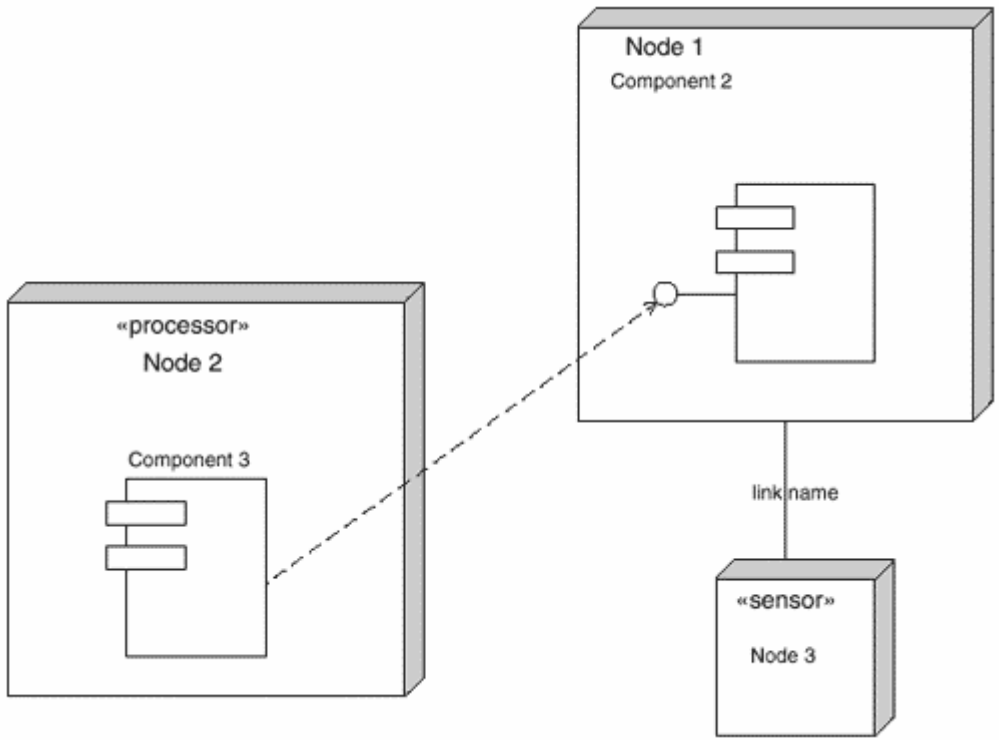 Node 1
Component 2
«processor»
Node 2
Component 3
link name
«sensor»
Node 3